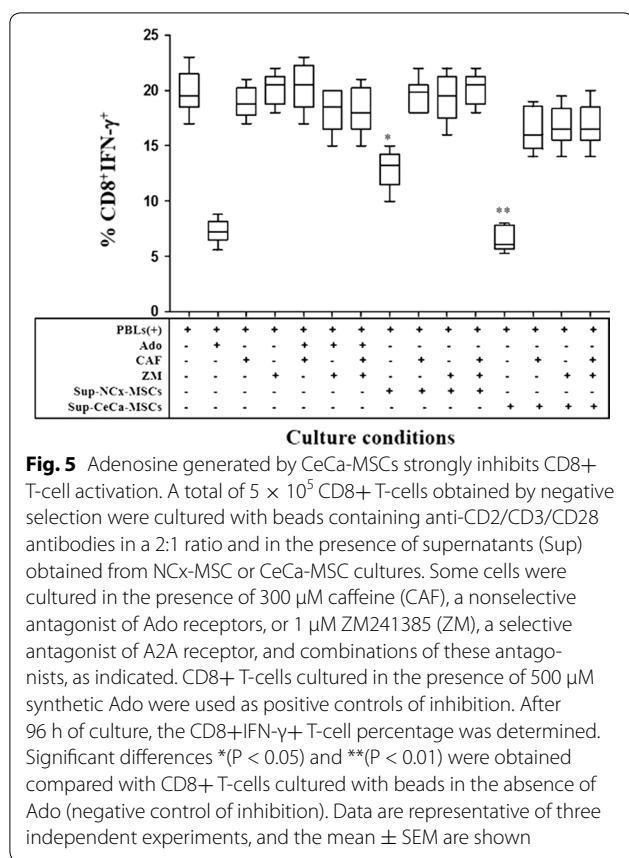 25
20
15
10
5
0
% CD8⁺IFN-γ⁺
*
**
PBLs(+) + + + + + + + + + + + + + + +
Ado - + - - + + + - - - - - - - -
CAF - - + - + - + - + - + - + - +
ZM - - - + - + + - - + + - - + +
Sup-NCx-MSCs - - - - - - - + + + + - - - -
Sup-CeCa-MSCs - - - - - - - - - - - + + + +
Culture conditions
Fig. 5 Adenosine generated by CeCa-MSCs strongly inhibits CD8+
T-cell activation. A total of 5 × 10⁵ CD8+ T-cells obtained by negative
selection were cultured with beads containing anti-CD2/CD3/CD28
antibodies in a 2:1 ratio and in the presence of supernatants (Sup)
obtained from NCx-MSC or CeCa-MSC cultures. Some cells were
cultured in the presence of 300 μM caffeine (CAF), a nonselective
antagonist of Ado receptors, or 1 μM ZM241385 (ZM), a selective
antagonist of A2A receptor, and combinations of these antago-
nists, as indicated. CD8+ T-cells cultured in the presence of 500 μM
synthetic Ado were used as positive controls of inhibition. After
96 h of culture, the CD8+IFN-γ+ T-cell percentage was determined.
Significant differences *(P < 0.05) and **(P < 0.01) were obtained
compared with CD8+ T-cells cultured with beads in the absence of
Ado (negative control of inhibition). Data are representative of three
independent experiments, and the mean ± SEM are shown